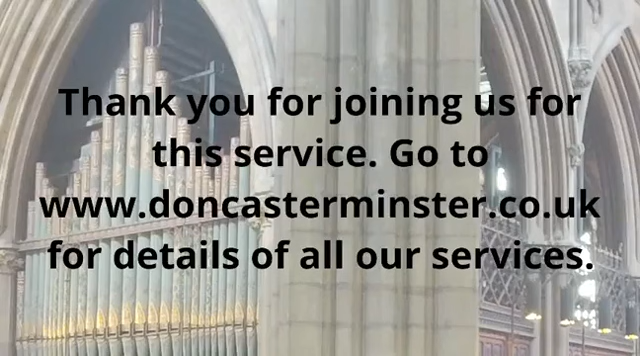 Thank you for joining us for
this service. Go to
www.doncasterminster.co.uk
for details of all our services.